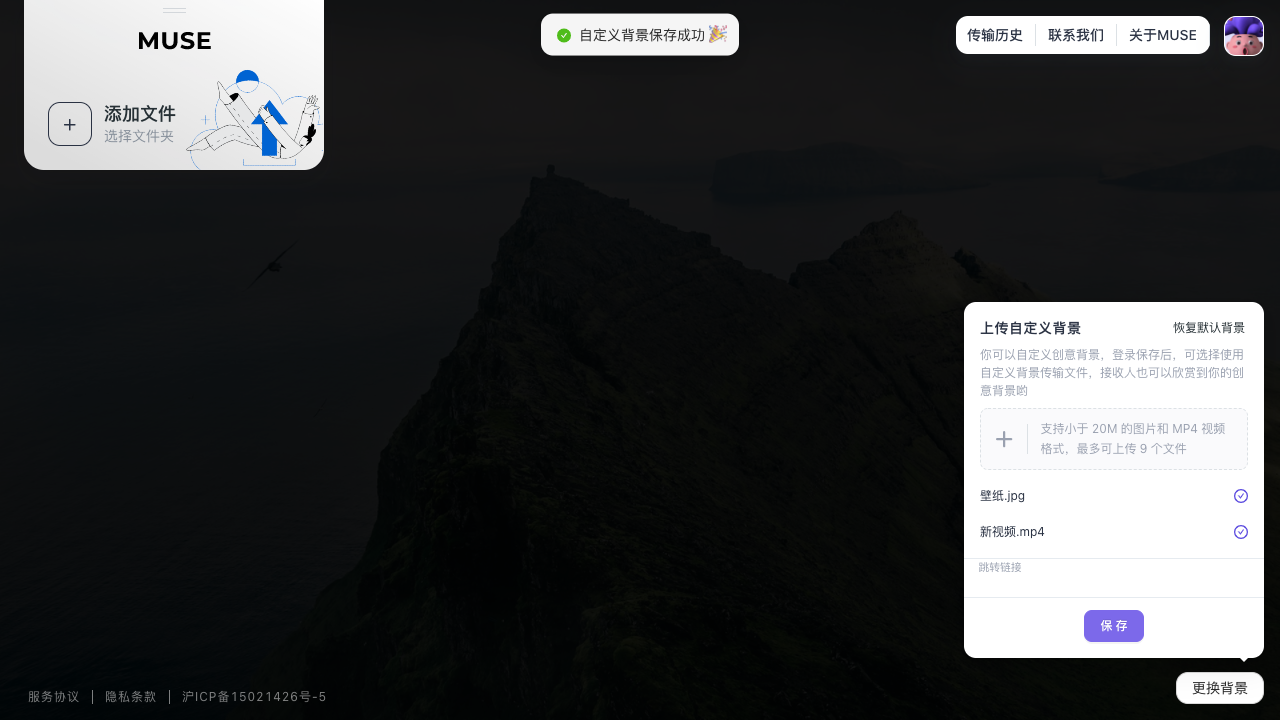 MUSE
添加文件
选择文件夹
自定义背景保存成功🎉
传输历史
联系我们
关于MUSE
上传自定义背景
恢复默认背景
你可以自定义创意背景，登录保存后，可选择使用
自定义背景传输文件，接收人也可以欣赏到你的创
意背景哟
支持小于 20M 的图片和 MP4 视频
格式，最多可上传 9 个文件
壁纸.jpg
新视频.mp4
跳转链接
保存
更换背景
服务协议
隐私条款
沪ICP备15021426号-5